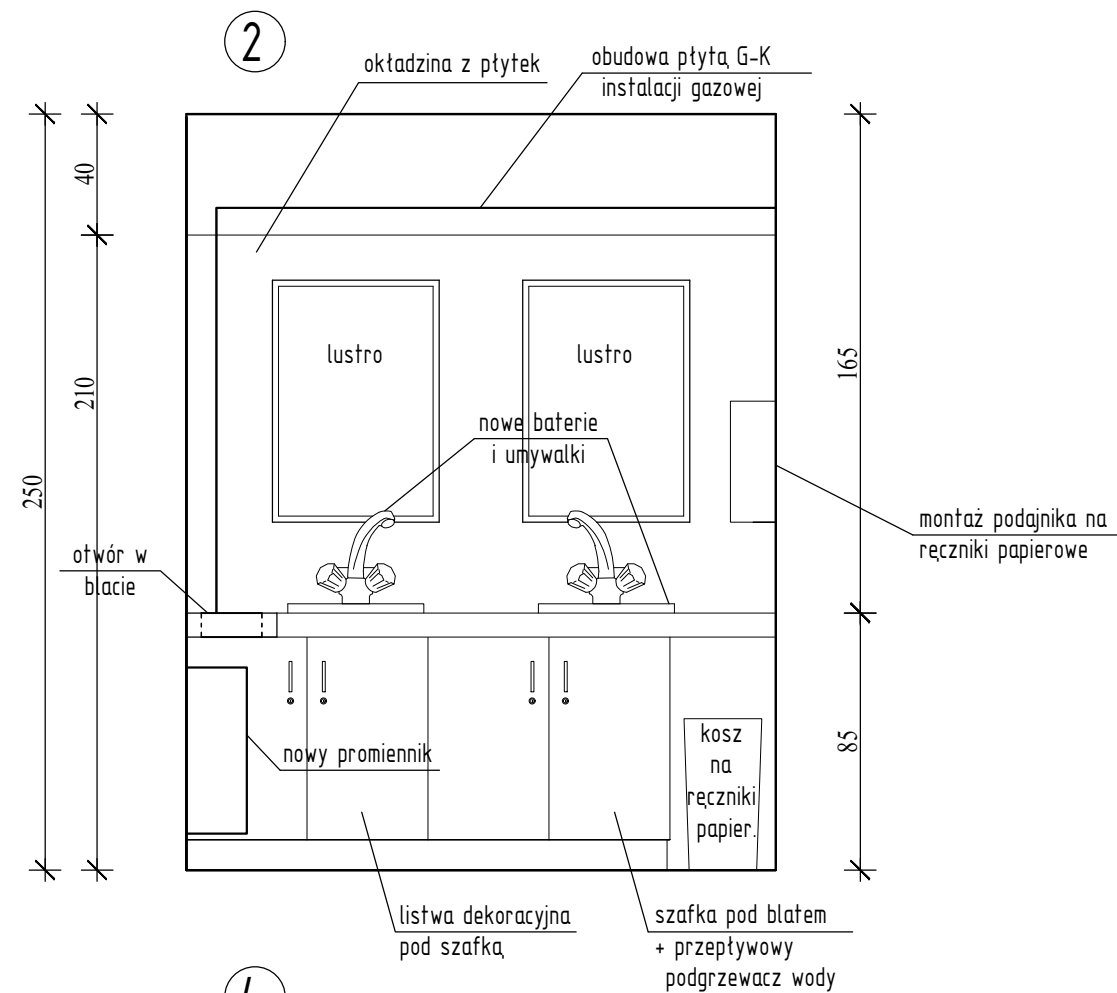 2
okładzina z płytek
obudowa płytą G-K
instalacji gazowej
40
210
250
165
85
lustro
lustro
nowe baterie
i umywalki
montaż podajnika na
ręczniki papierowe
otwór w
blacie
nowy promiennik
kosz
na
ręczniki
papier.
listwa dekoracyjna
pod szafką
szafka pod blatem
+ przepływowy
podgrzewacz wody